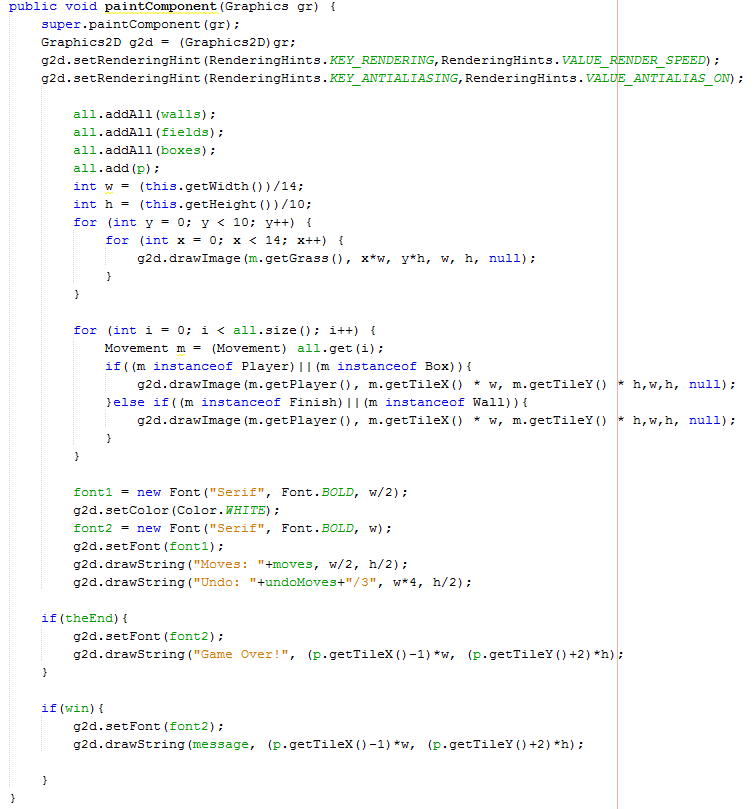 public void paintComponent(Graphics gr) {
super.paintComponent(gr);
Graphics2D g2d = (Graphics2D)gr;
g2d.setRenderingHint(RenderingHints.KEY_RENDERING,RenderingHints.VALUE_RENDER_SPEED);
g2d.setRenderingHint(RenderingHints.KEY_ANTIALIASING,RenderingHints.VALUE_ANTIALIAS_ON);
all.addAll(walls);
all.addAll(fields);
all.addAll(boxes);
all.add(p);
int w = (this.getWidth())/14;
int h = (this.getHeight())/10;
for (int y = 0; y < 10; y++) {
for (int x = 0; x < 14; x++) {
g2d.drawImage(m.getGrass(), x*w, y*h, w, h, null);
}
}
for (int i = 0; i < all.size(); i++) {
Movement m = (Movement) all.get(i);
if((m instanceof Player)||(m instanceof Box)){
g2d.drawImage(m.getPlayer(), m.getTileX() * w, m.getTileY() * h,w,h, null);
}else if((m instanceof Finish)||(m instanceof Wall)){
g2d.drawImage(m.getPlayer(), m.getTileX() * w, m.getTileY() * h,w,h, null);
}
}
font1 = new Font("Serif", Font.BOLD, w/2);
g2d.setColor(Color.WHITE);
font2 = new Font("Serif", Font.BOLD, w);
g2d.setFont(font1);
g2d.drawString("Moves: "+moves, w/2, h/2);
g2d.drawString("Undo: "+undoMoves+"/3", w*4, h/2);
if(theEnd){
g2d.setFont(font2);
g2d.drawString("Game Over!", (p.getTileX()-1)*w, (p.getTileY()+2)*h);
}
if(win){
g2d.setFont(font2);
g2d.drawString(message, (p.getTileX()-1)*w, (p.getTileY()+2)*h);
}
}